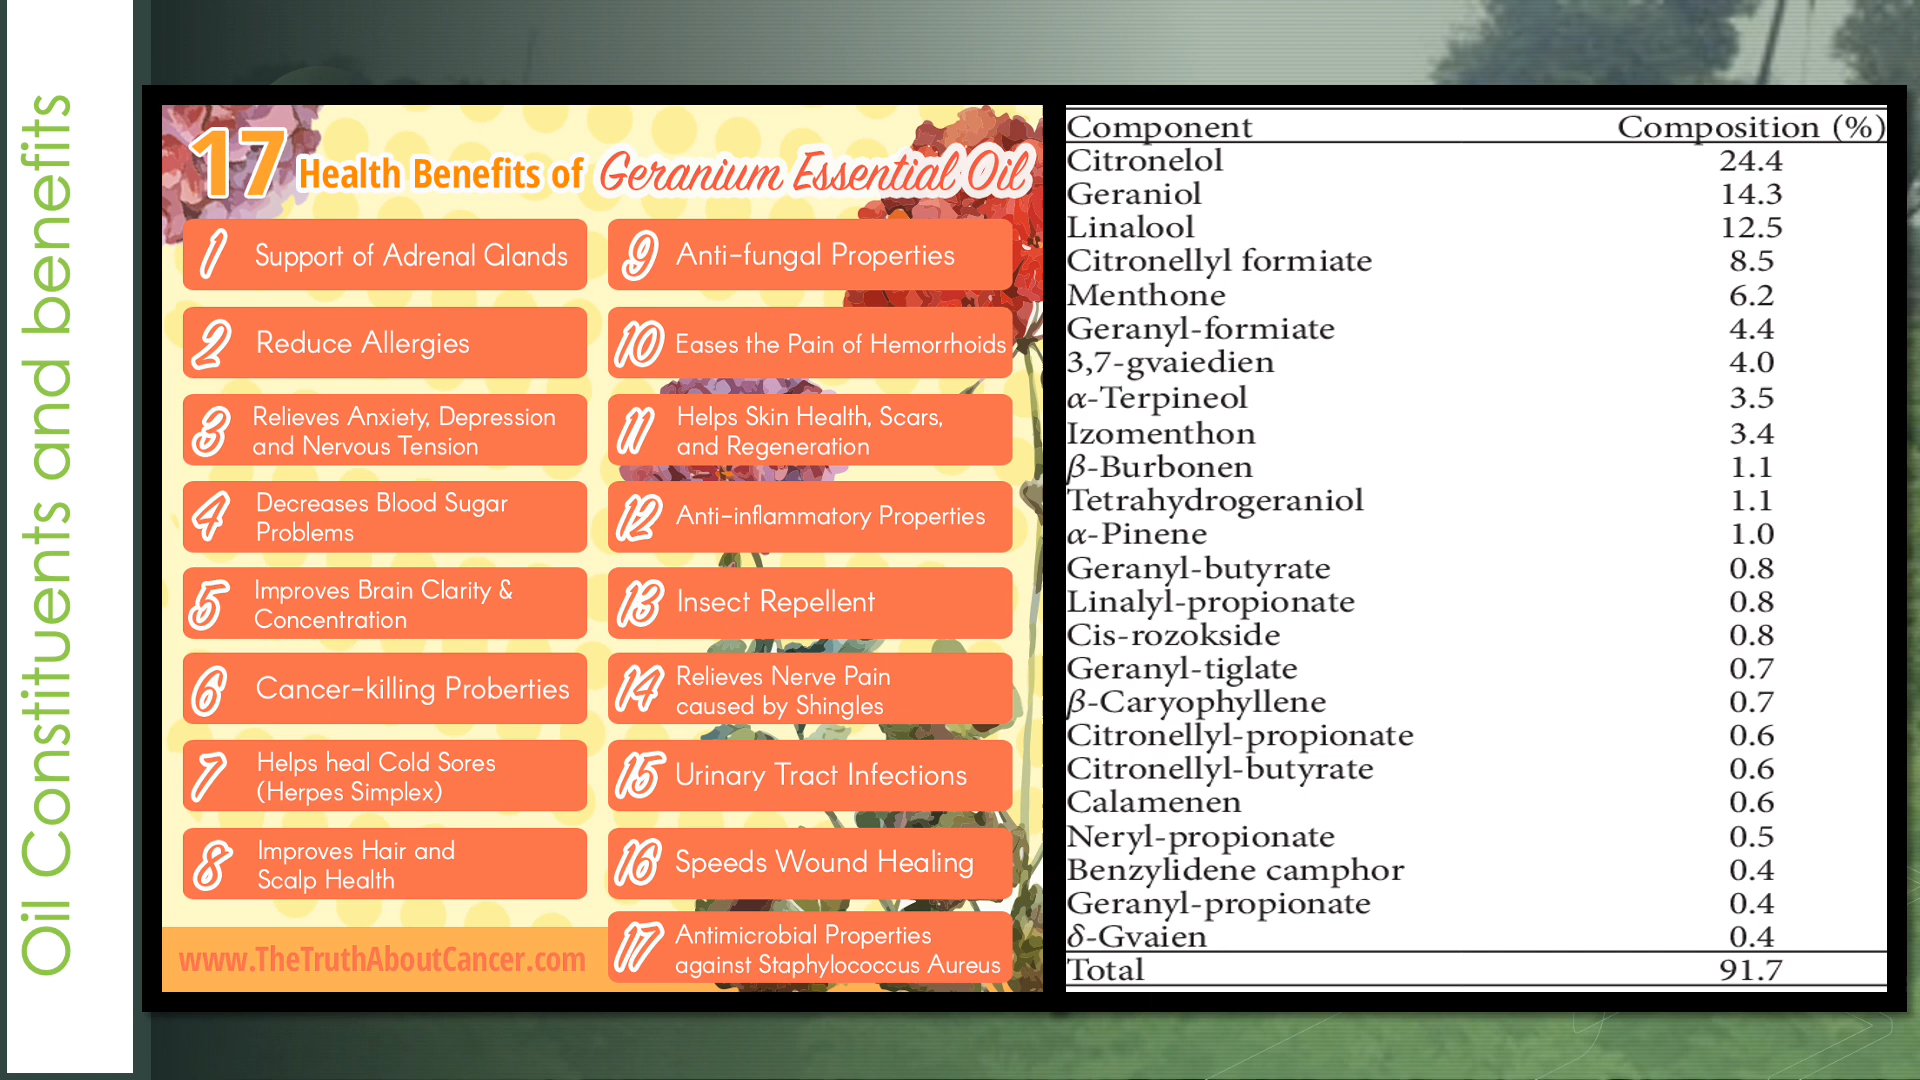 Oil Constituents and benefits
17 Health Benefits of Geranium Essential Oil
1 Support of Adrenal Glands
2 Reduce Allergies
3 Relieves Anxiety, Depression
and Nervous Tension
4 Decreases Blood Sugar
Problems
5 Improves Brain Clarity &
Concentration
6 Cancer-killing Proberties
7 Helps heal Cold Sores
(Herpes Simplex)
8 Improves Hair and
Scalp Health
www.TheTruthAboutCancer.com
9 Anti-fungal Properties
10 Eases the Pain of Hemorrhoids
11 Helps Skin Health, Scars,
and Regeneration
12 Anti-inflammatory Properties
13 Insect Repellent
14 Relieves Nerve Pain
caused by Shingles
15 Urinary Tract Infections
16 Speeds Wound Healing
17 Antimicrobial Properties
against Staphylococcus Aureus
Component Composition (%)
Citronelol 24.4
Geraniol 14.3
Linalool 12.5
Citronellyl formiate 8.5
Menthone 6.2
Geranyl-formiate 4.4
3,7-gvaiedien 4.0
α-Terpineol 3.5
Izomenthon 3.4
β-Burbonen 1.1
Tetrahydrogeraniol 1.1
α-Pinene 1.0
Geranyl-butyrate 0.8
Linalyl-propionate 0.8
Cis-rozokside 0.8
Geranyl-tiglate 0.7
β-Caryophyllene 0.7
Citronellyl-propionate 0.6
Citronellyl-butyrate 0.6
Calamenen 0.6
Neryl-propionate 0.5
Benzylidene camphor 0.4
Geranyl-propionate 0.4
δ-Gvaien 0.4
Total 91.7